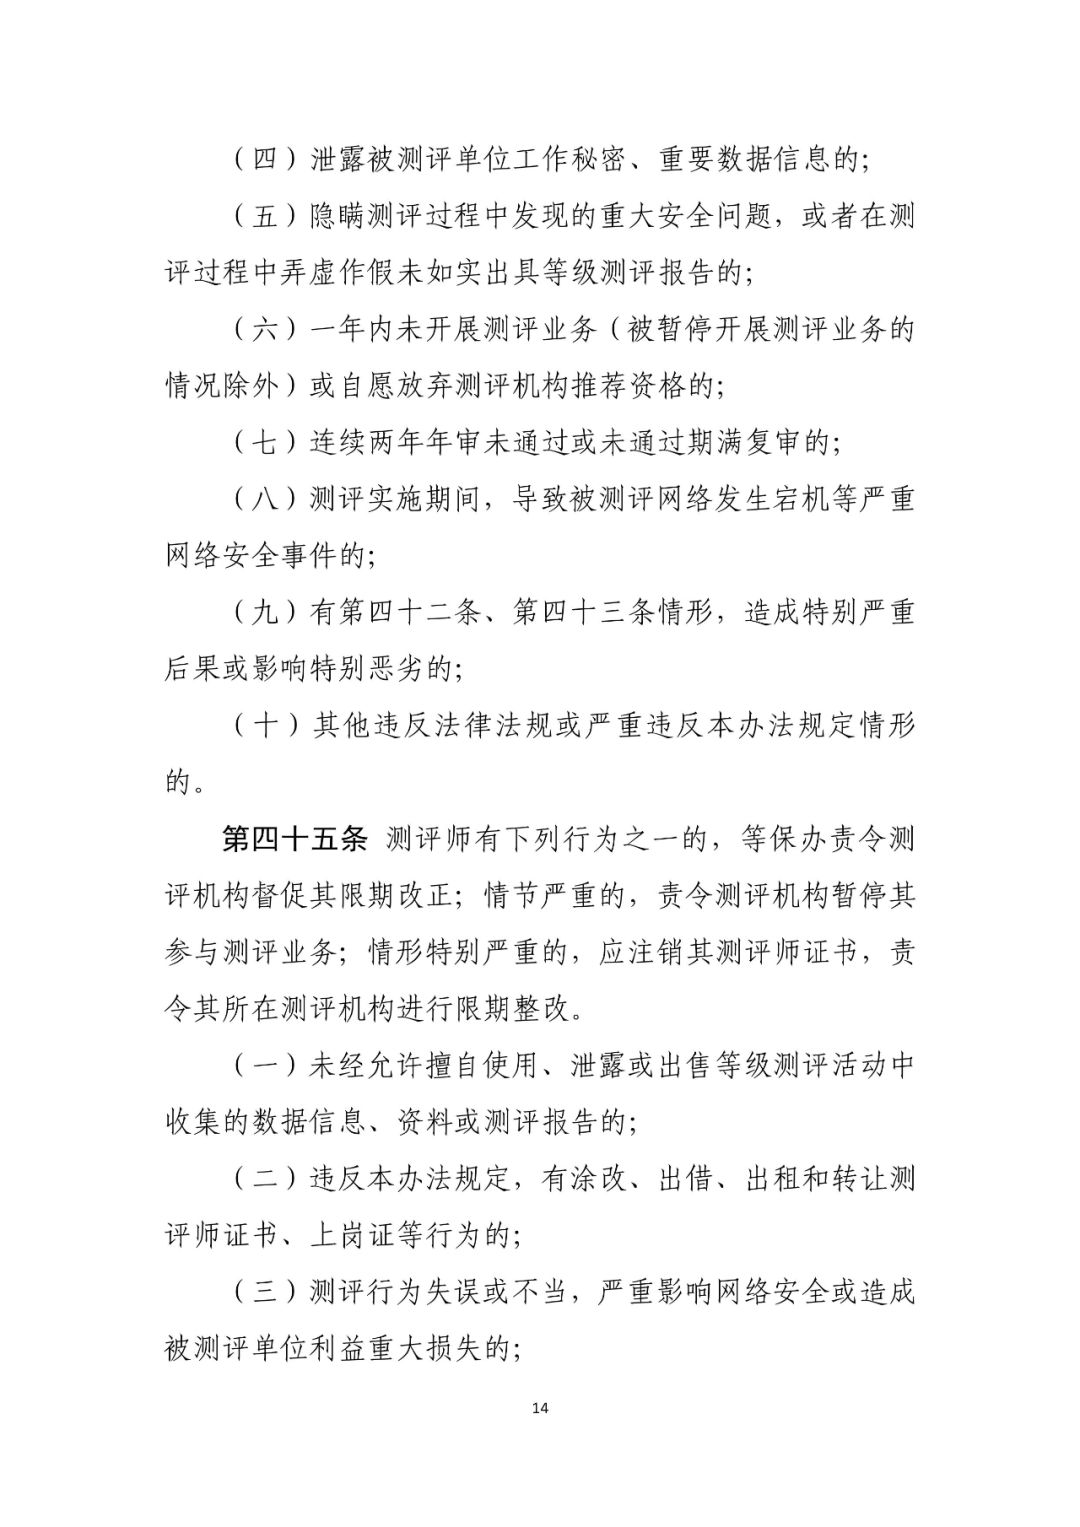 （四）泄露被测评单位工作秘密、重要数据信息的；
（五）隐瞒测评过程中发现的重大安全问题，或者在测
评过程中弄虚作假未如实出具等级测评报告的；
（六）一年内未开展测评业务（被暂停开展测评业务的
情况除外）或自愿放弃测评机构推荐资格的；
（七）连续两年年审未通过或未通过期满复审的；
（八）测评实施期间，导致被测评网络发生宕机等严重
网络安全事件的；
（九）有第四十二条、第四十三条情形，造成特别严重
后果或影响特别恶劣的；
（十）其他违反法律法规或严重违反本办法规定情形
的。
第四十五条 测评师有下列行为之一的，等保办责令测
评机构督促其限期改正；情节严重的，责令测评机构暂停其
参与测评业务；情形特别严重的，应注销其测评师证书，责
令其所在测评机构进行限期整改。
（一）未经允许擅自使用、泄露或出售等级测评活动中
收集的数据信息、资料或测评报告的；
（二）违反本办法规定，有涂改、出借、出租和转让测
评师证书、上岗证等行为的；
（三）测评行为失误或不当，严重影响网络安全或造成
被测评单位利益重大损失的；
14